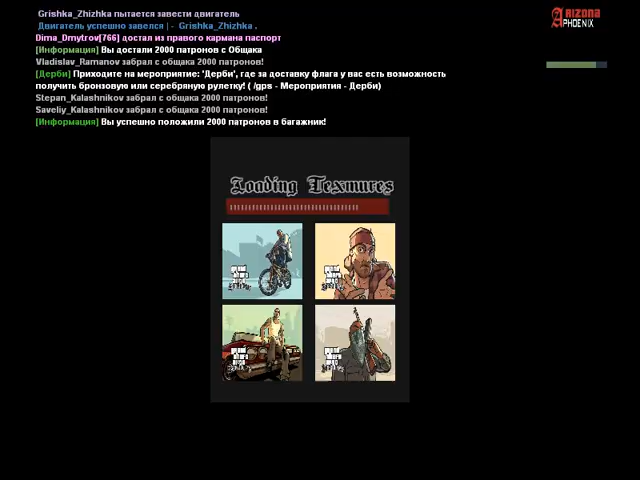 Grishka_Zhizhka пытается завести двигатель
Двигатель успешно завелся | - Grishka_Zhizhka .
Dima_Dmytrov[766] достал из правого кармана паспорт
[Информация] Вы достали 2000 патронов с Общака
Vladislav_Ramanov забрал с общака 2000 патронов!
[Дерби] Приходите на мероприятие: 'Дерби', где за доставку флага у вас есть возможность
получить бронзовую или серебряную рулетку! ( /gps - Мероприятия - Дерби)
Stepan_Kalashnikov забрал с общака 2000 патронов!
Saveliy_Kalashnikov забрал с общака 2000 патронов!
[Информация] Вы успешно положили 2000 патронов в багажник!
ARIZONA
PHOENIX
Loading Texmures